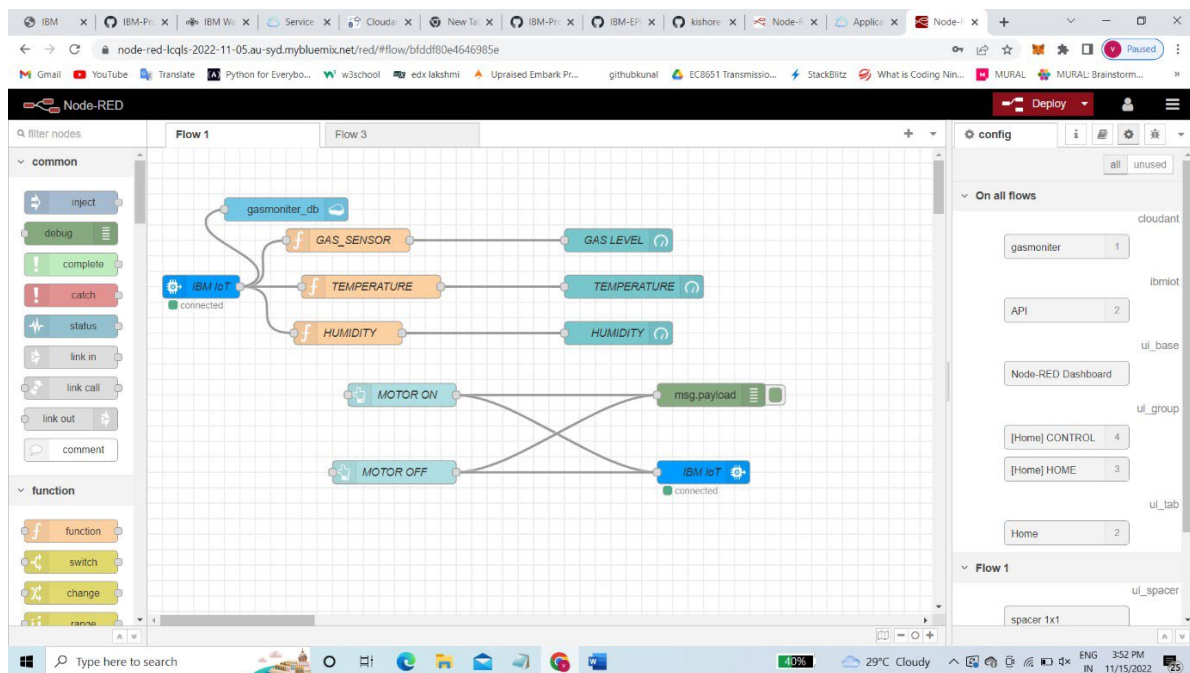 IBM
IBM-Pro
IBM Wa
Service
Cloudan
New Tab
IBM-Pro
IBM-EPB
kishore
Node-R
Applica
Node-R
node-red-lcqls-2022-11-05.au-syd.mybluemix.net/red/#flow/bfddf80e4646985e
Paused
Gmail
YouTube
Translate
Python for Everybo...
w3school
edx lakshmi
Upraised Embark Pr...
githubkunal
EC8651 Transmissio...
StackBlitz
What is Coding Nin...
MURAL
MURAL: Brainstorm...
Node-RED
Deploy
filter nodes
Flow 1
Flow 3
config
all
unused
common
inject
debug
complete
catch
status
link in
link call
link out
comment
function
function
switch
change
range
gasmoniter_db
GAS_SENSOR
GAS LEVEL
IBM IoT
connected
TEMPERATURE
TEMPERATURE
HUMIDITY
HUMIDITY
MOTOR ON
msg.payload
MOTOR OFF
IBM IoT
connected
On all flows
cloudant
gasmoniter 1
ibmiot
API 2
ui_base
Node-RED Dashboard
ui_group
[Home] CONTROL 4
[Home] HOME 3
ui_tab
Home 2
Flow 1
ui_spacer
spacer 1x1
Type here to search
40%
29°C Cloudy
ENG
IN
3:52 PM
11/15/2022
25